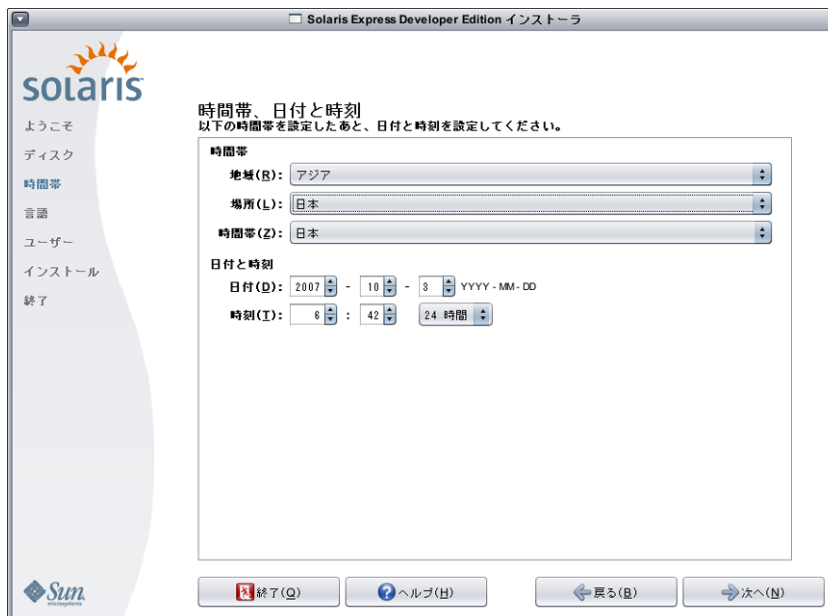 Solaris Express Developer Edition インストーラ
solaris
ようこそ
ディスク
時間帯
言語
ユーザー
インストール
終了
時間帯、日付と時刻
以下の時間帯を設定したあと、日付と時刻を設定してください。
時間帯
地域(R): アジア
場所(L): 日本
時間帯(Z): 日本
日付と時刻
日付(D): 2007 - 10 - 3 YYYY - MM - DD
時刻(T): 6 : 42 24 時間
Sun
microsystems
終了(Q) ヘルプ(H) 戻る(B) 次へ(N)